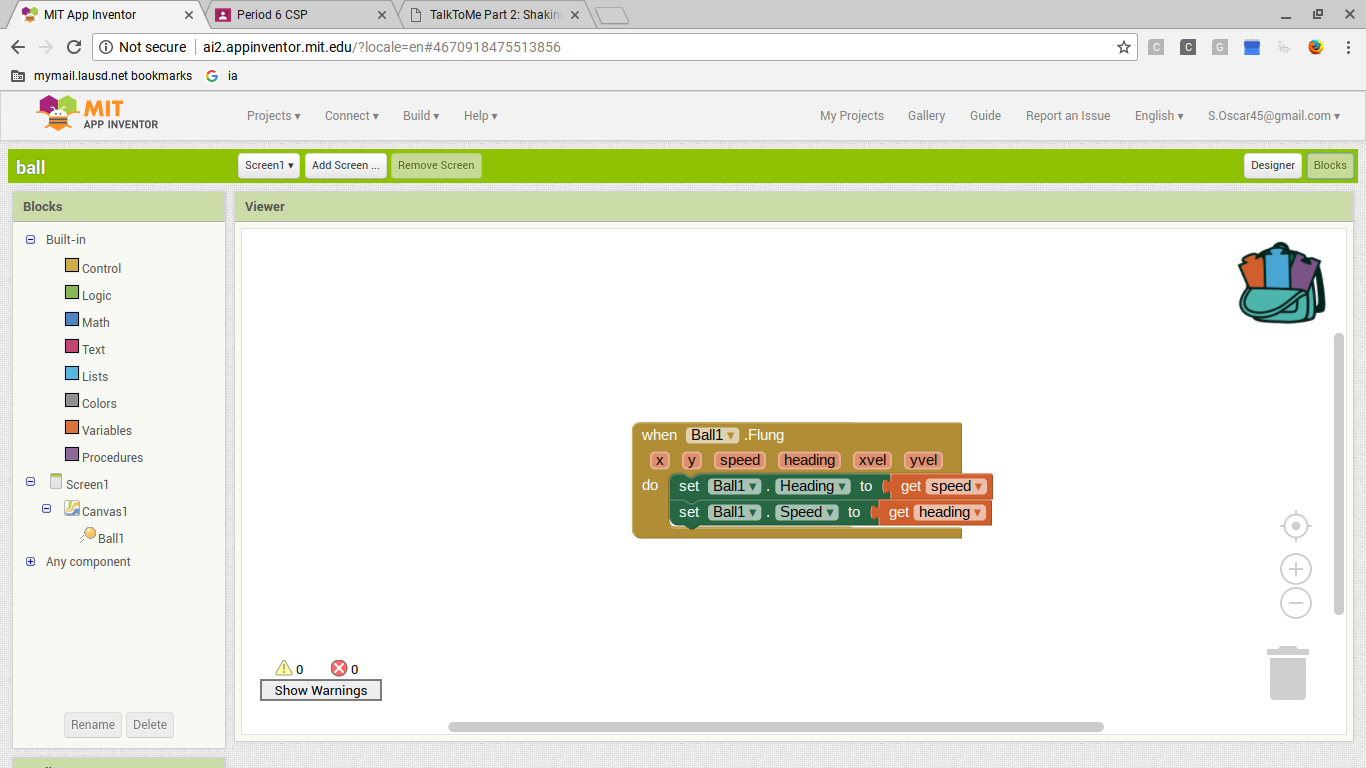 MIT App Inventor
Period 6 CSP
TalkToMe Part 2: Shakin
Not secure ai2.appinventor.mit.edu/?locale=en#4670918475513856
mymail.lausd.net bookmarks ia
MIT
APP INVENTOR
Projects Connect Build Help My Projects Gallery Guide Report an Issue English S.Oscar45@gmail.com
ball Screen1 Add Screen ... Remove Screen Designer Blocks
Blocks
Viewer
Built-in
Control
Logic
Math
Text
Lists
Colors
Variables
Procedures
Screen1
Canvas1
Ball1
Any component
when Ball1 .Flung
x y speed heading xvel yvel
do set Ball1 . Heading to get speed
set Ball1 . Speed to get heading
0 0
Show Warnings
Rename Delete